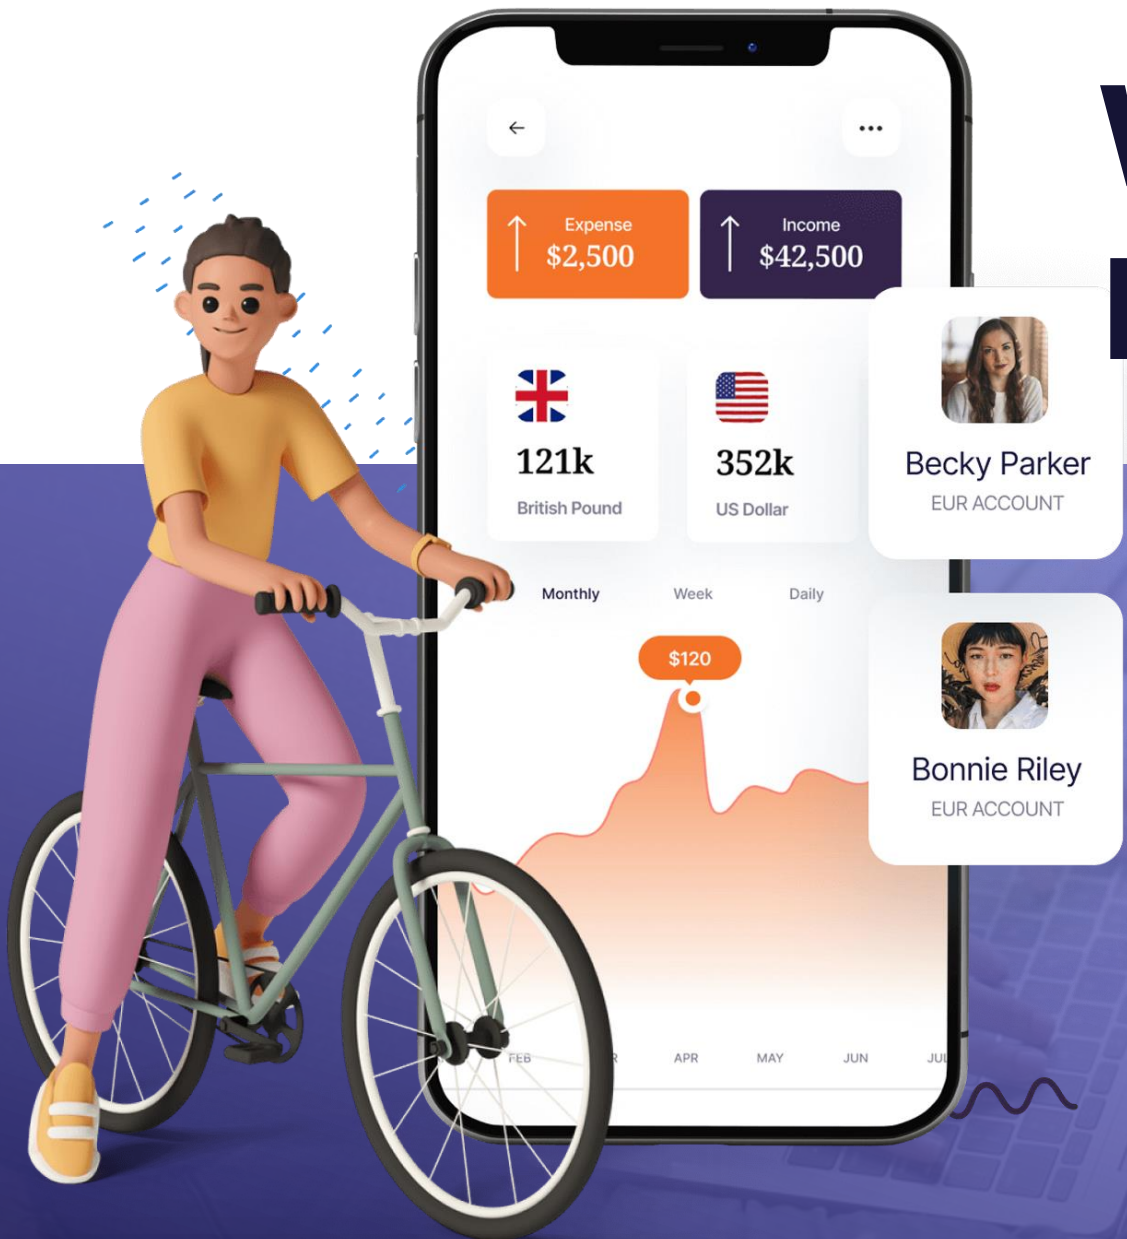 Expense
$2,500
Income
$42,500
121k
British Pound
352k
US Dollar
Becky Parker
EUR ACCOUNT
Monthly
Week
Daily
$120
Bonnie Riley
EUR ACCOUNT
FEB
APR
MAY
JUN